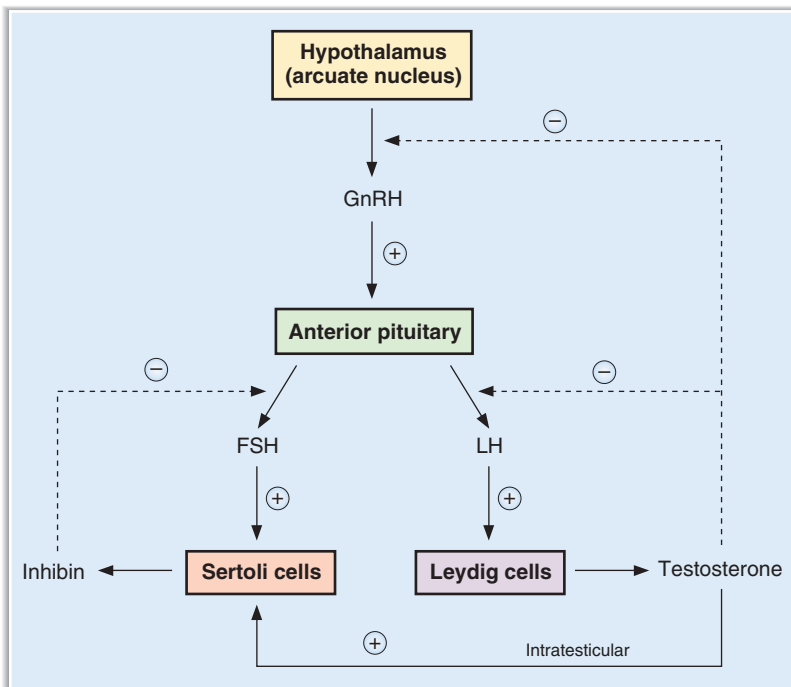 Hypothalamus
(arcuate nucleus)
−
GnRH
+
Anterior pituitary
−
−
FSH
LH
+
+
Inhibin
Sertoli cells
Leydig cells
Testosterone
+
Intratesticular